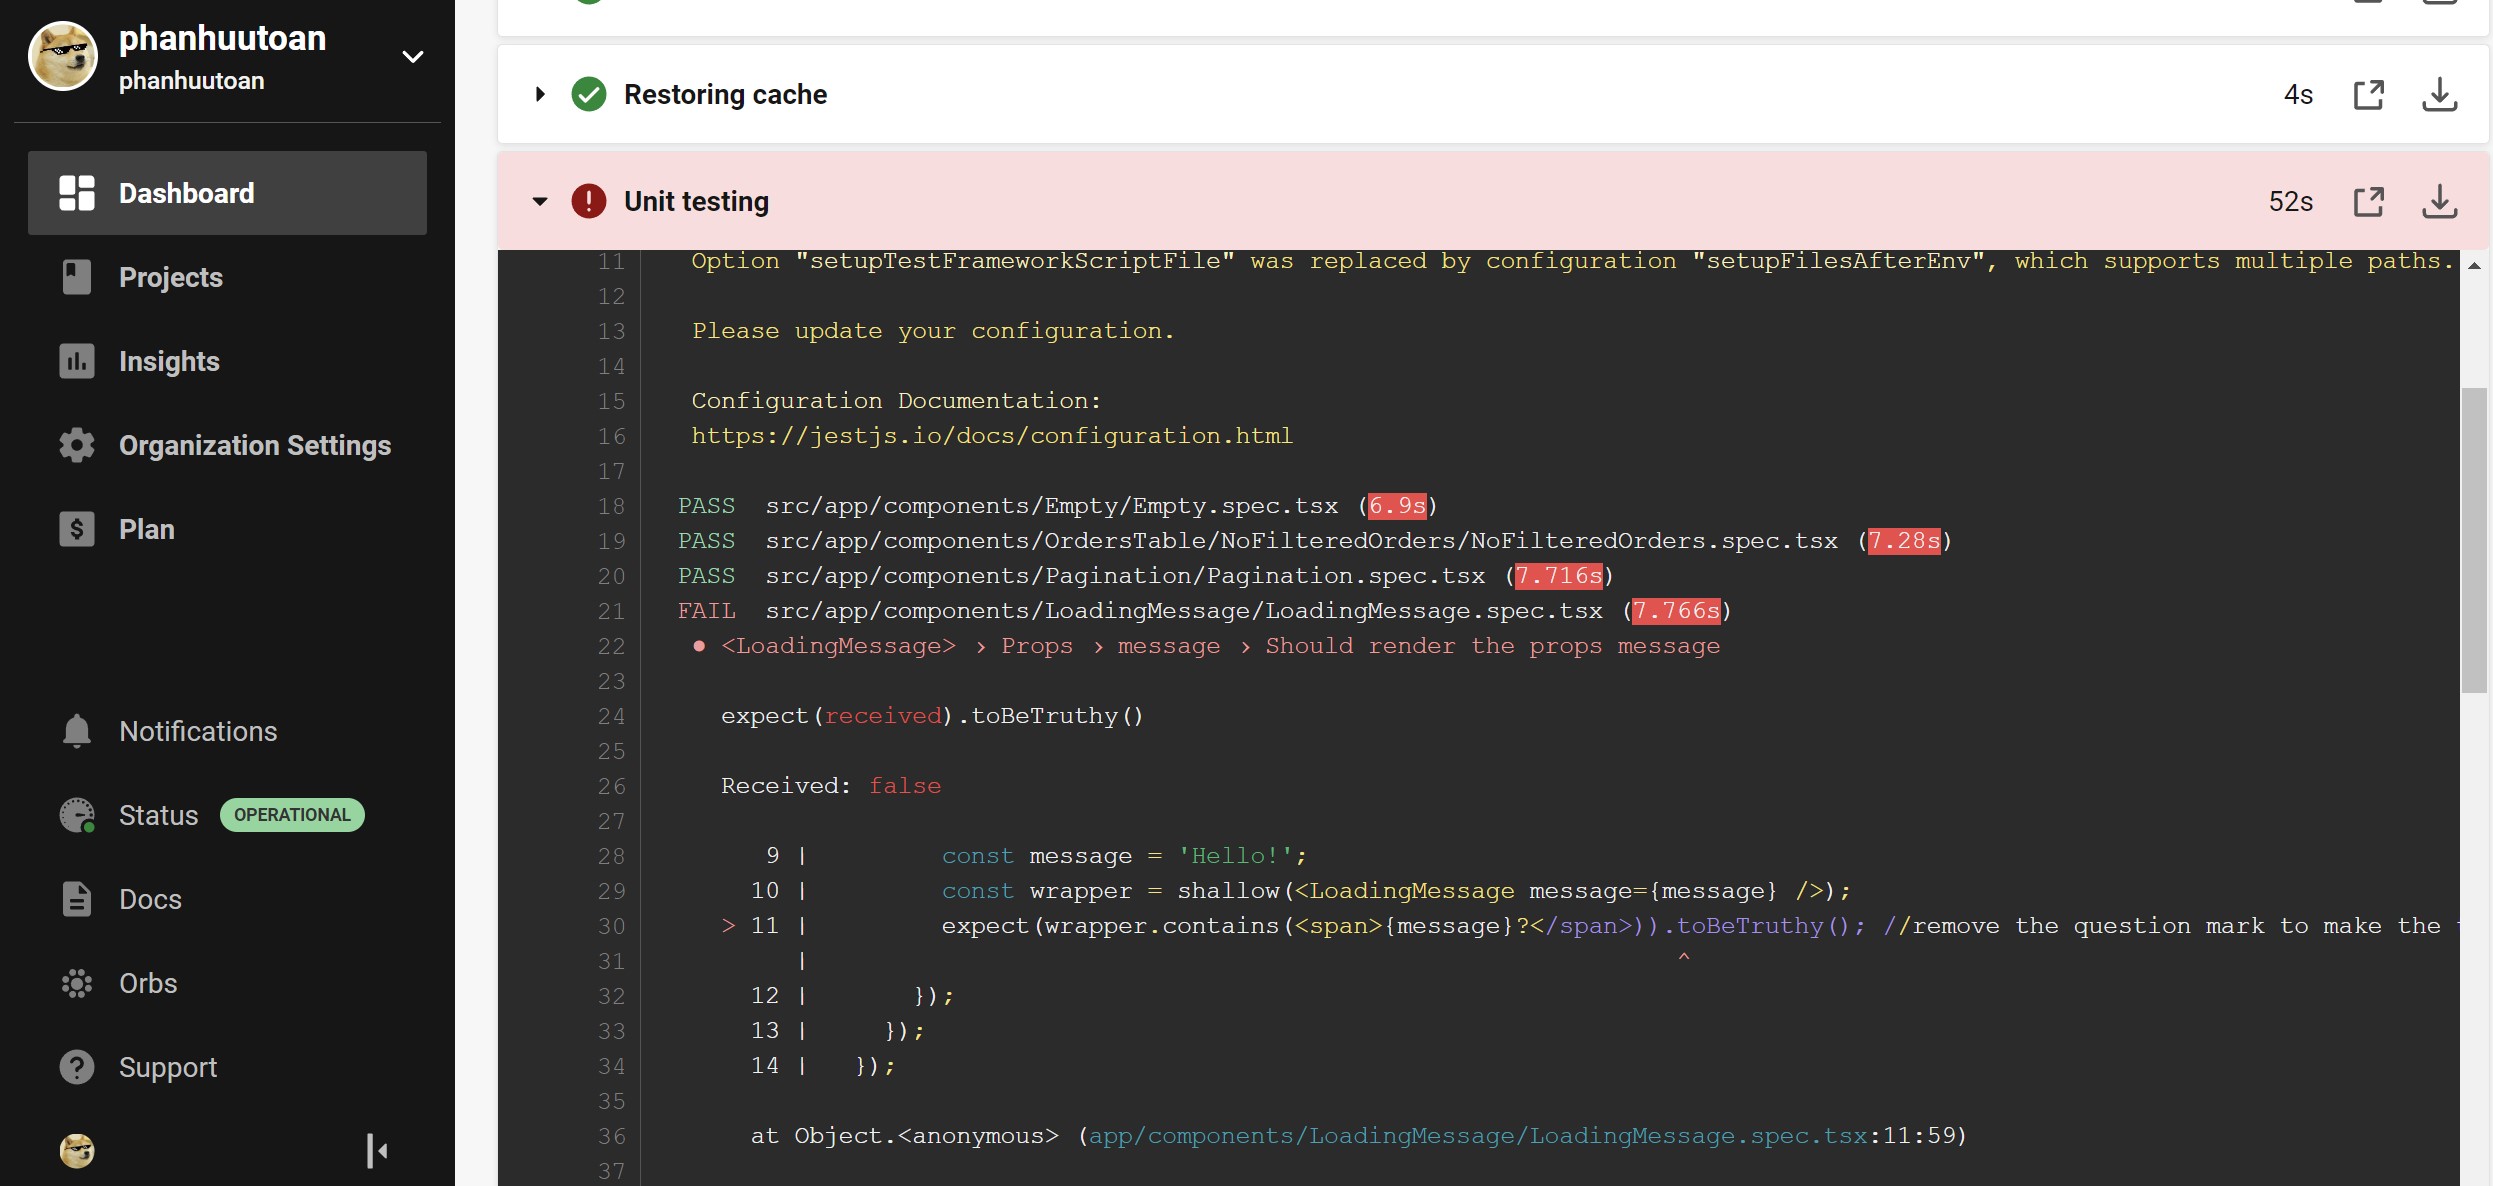 phanhuutoan
phanhuutoan
Dashboard
Projects
Insights
Organization Settings
Plan
Notifications
Status OPERATIONAL
Docs
Orbs
Support
Restoring cache 4s
Unit testing 52s
11 Option "setupTestFrameworkScriptFile" was replaced by configuration "setupFilesAfterEnv", which supports multiple paths.
12
13 Please update your configuration.
14
15 Configuration Documentation:
16 https://jestjs.io/docs/configuration.html
17
18 PASS src/app/components/Empty/Empty.spec.tsx (6.9s)
19 PASS src/app/components/OrdersTable/NoFilteredOrders/NoFilteredOrders.spec.tsx (7.28s)
20 PASS src/app/components/Pagination/Pagination.spec.tsx (7.716s)
21 FAIL src/app/components/LoadingMessage/LoadingMessage.spec.tsx (7.766s)
22 ● <LoadingMessage> › Props › message › Should render the props message
23
24 expect(received).toBeTruthy()
25
26 Received: false
27
28 9 | const message = 'Hello!';
29 10 | const wrapper = shallow(<LoadingMessage message={message} />);
30 > 11 | expect(wrapper.contains(<span>{message}?</span>)).toBeTruthy(); //remove the question mark to make the
31 | ^
32 12 | });
33 13 | });
34 14 | });
35
36 at Object.<anonymous> (app/components/LoadingMessage/LoadingMessage.spec.tsx:11:59)
37